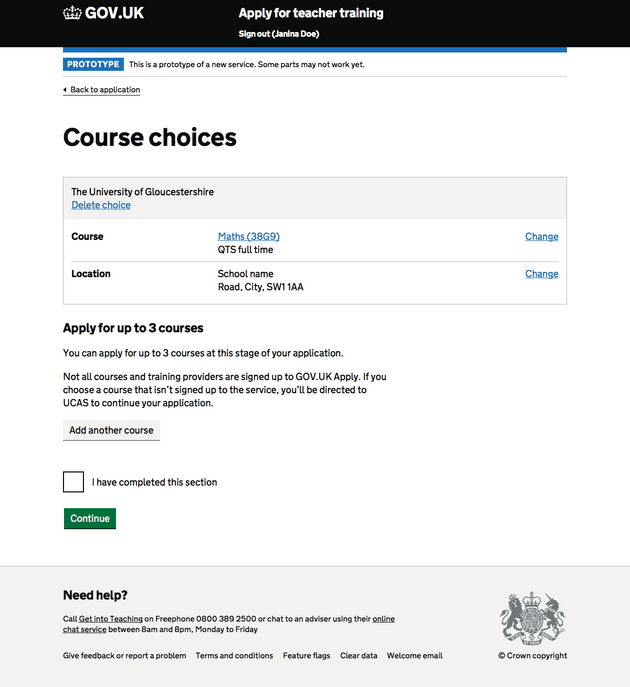 GOV.UK
Apply for teacher training
Sign out (Janina Doe)
PROTOTYPE This is a prototype of a new service. Some parts may not work yet.
Back to application
Course choices
The University of Gloucestershire
Delete choice
Course Maths (38G9) Change
QTS full time
Location School name Change
Road, City, SW1 1AA
Apply for up to 3 courses
You can apply for up to 3 courses at this stage of your application.
Not all courses and training providers are signed up to GOV.UK Apply. If you
choose a course that isn’t signed up to the service, you’ll be directed to
UCAS to continue your application.
Add another course
I have completed this section
Continue
Need help?
Call Get into Teaching on Freephone 0800 389 2500 or chat to an adviser using their online
chat service between 8am and 8pm, Monday to Friday
Give feedback or report a problem Terms and conditions Feature flags Clear data Welcome email
© Crown copyright